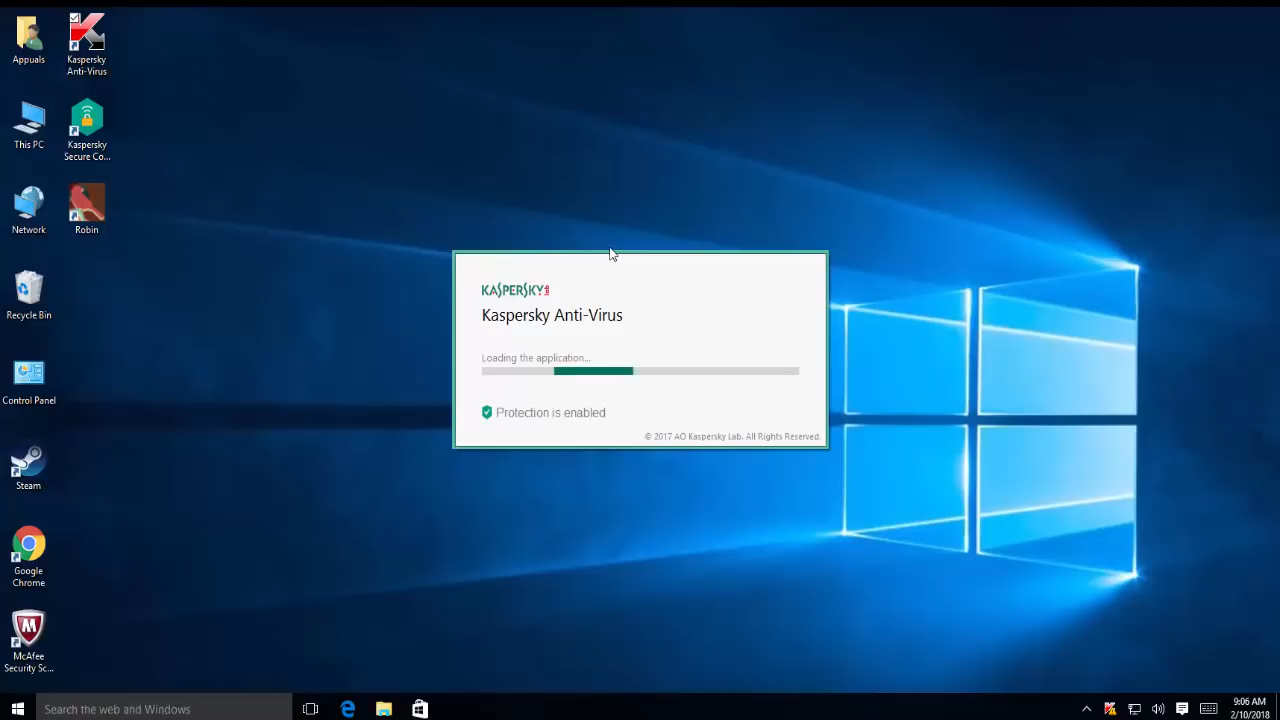 Appuals
Kaspersky
Anti-Virus
This PC
Kaspersky
Secure Co...
Network
Robin
Recycle Bin
Control Panel
Steam
Google
Chrome
McAfee
Security Sc...
KASPERSKY LAB
Kaspersky Anti-Virus
Loading the application...
Protection is enabled
© 2017 AO Kaspersky Lab. All Rights Reserved.
Search the web and Windows
9:06 AM
2/10/2018